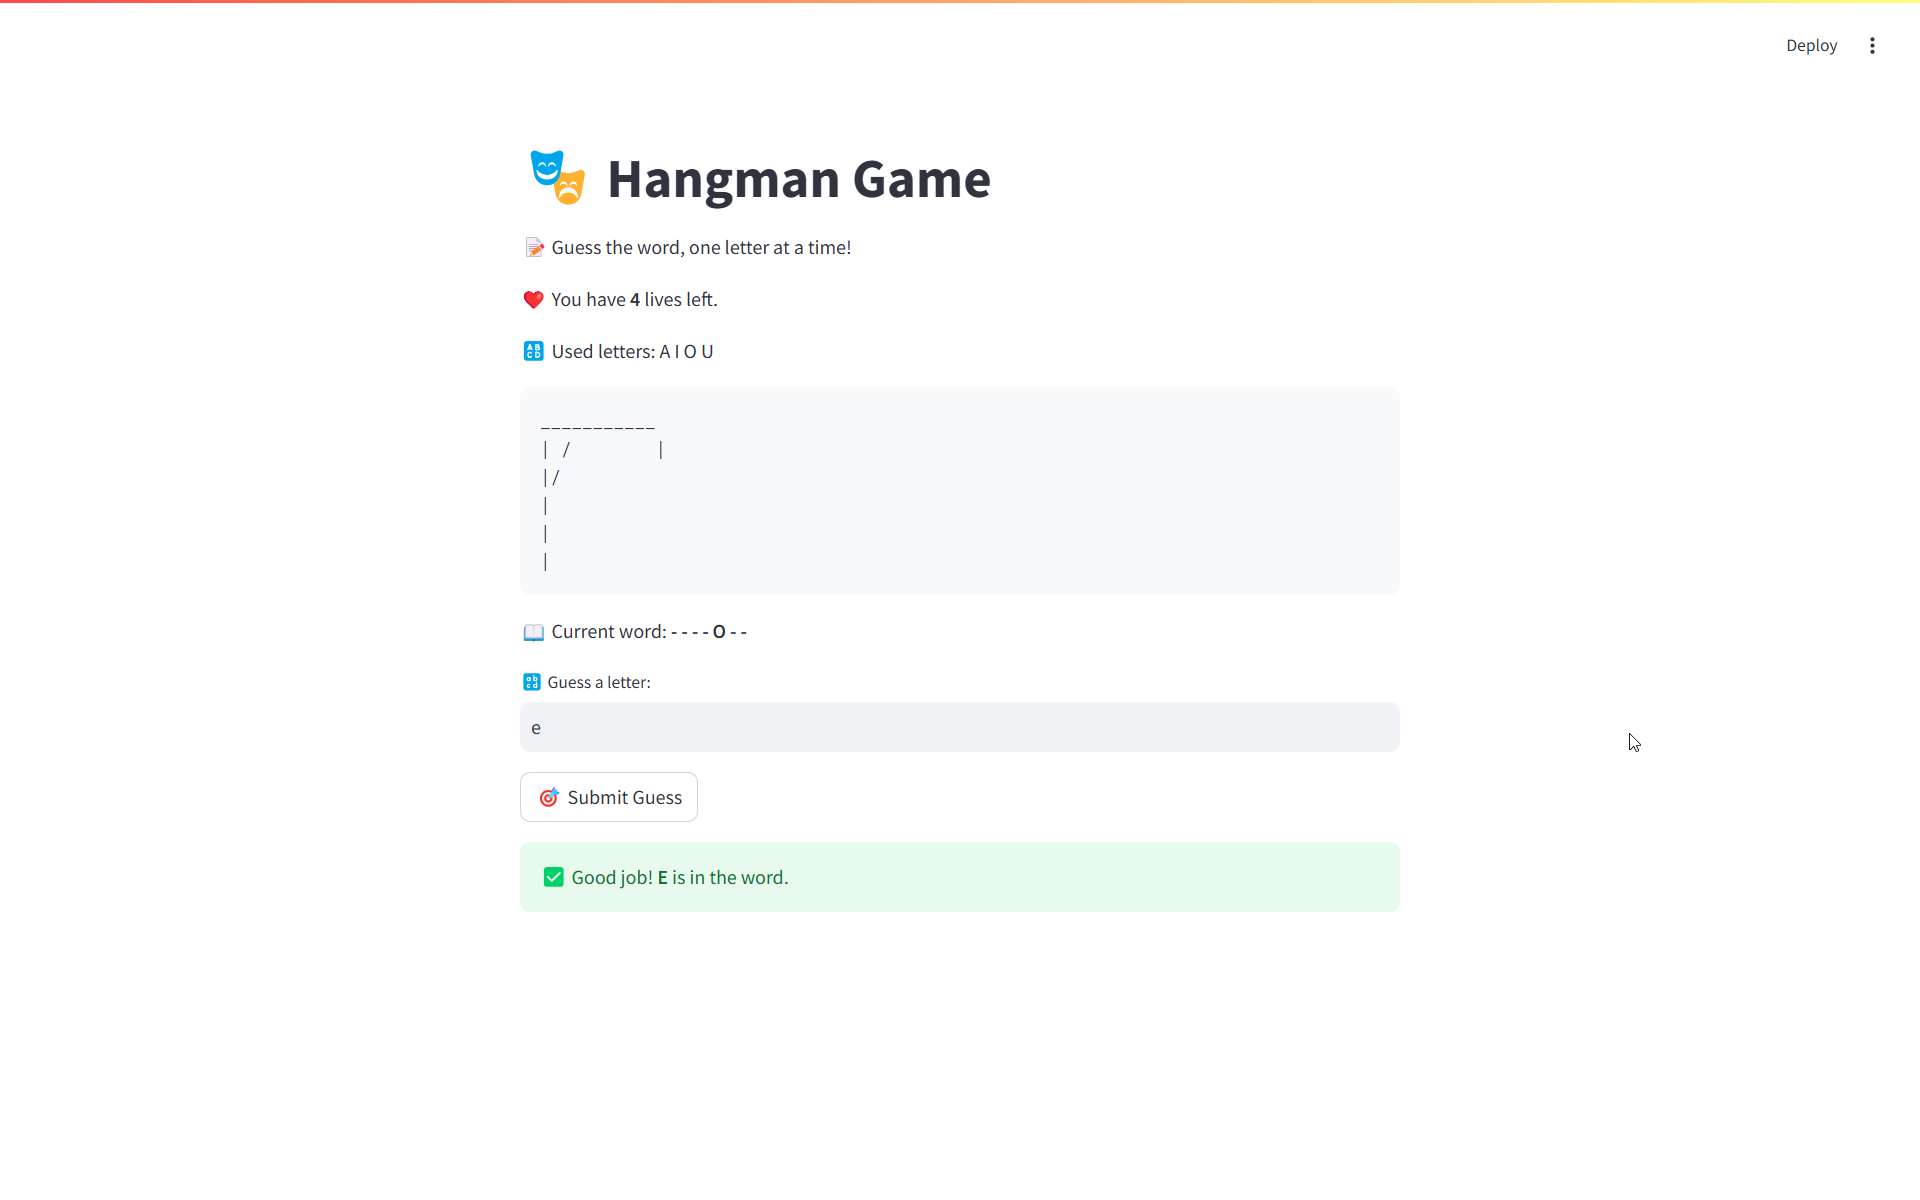 Deploy
Hangman Game
Guess the word, one letter at a time!
You have 4 lives left.
Used letters: A I O U
___________
| /        |
|/
|
|
|
Current word: - - - - O - -
Guess a letter:
e
Submit Guess
Good job! E is in the word.